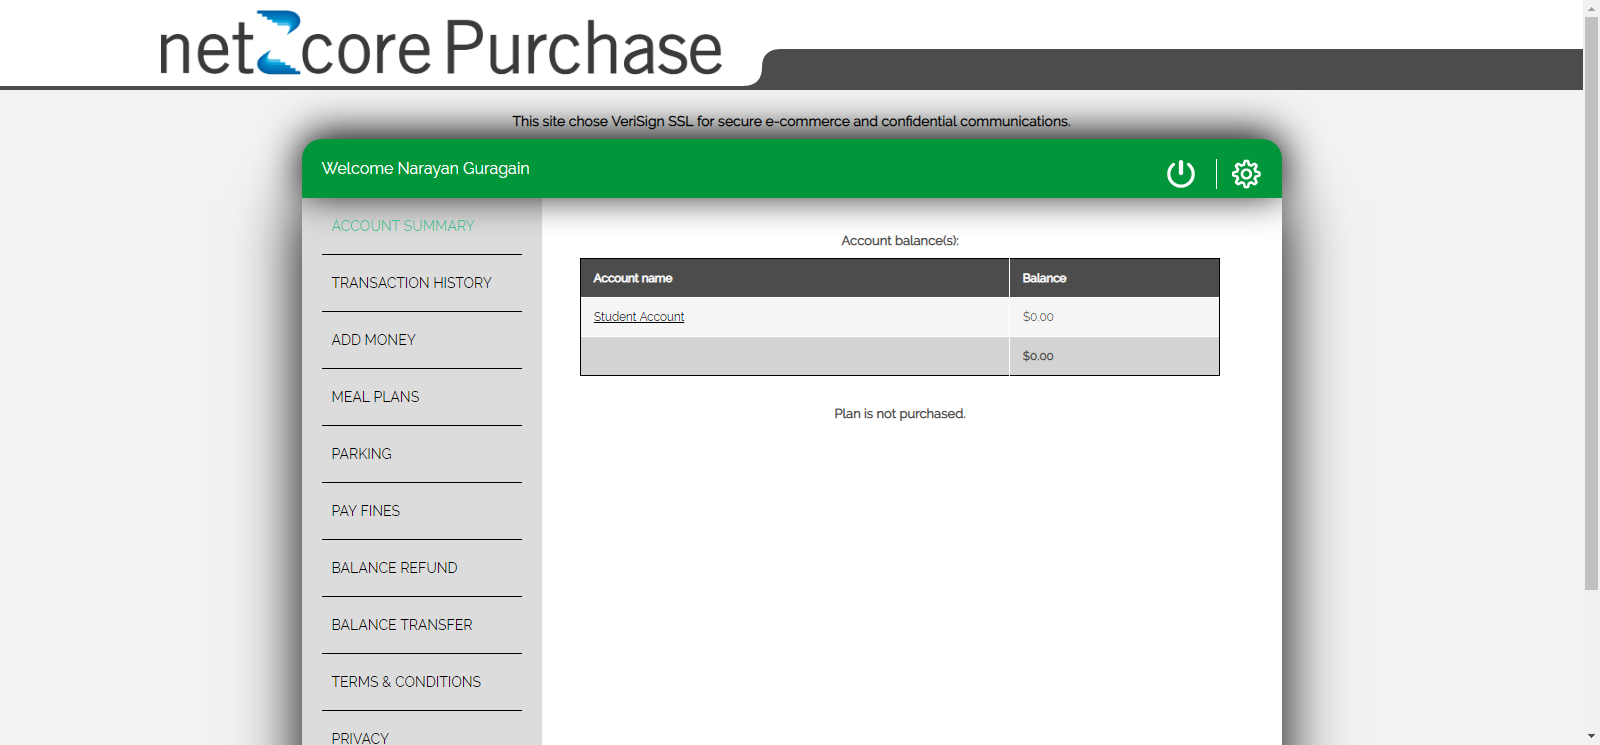 net2core Purchase
This site chose VeriSign SSL for secure e-commerce and confidential communications.
Welcome Narayan Guragain
ACCOUNT SUMMARY
TRANSACTION HISTORY
ADD MONEY
MEAL PLANS
PARKING
PAY FINES
BALANCE REFUND
BALANCE TRANSFER
TERMS & CONDITIONS
PRIVACY
Account balance(s):
Account name Balance
Student Account $0.00
$0.00
Plan is not purchased.